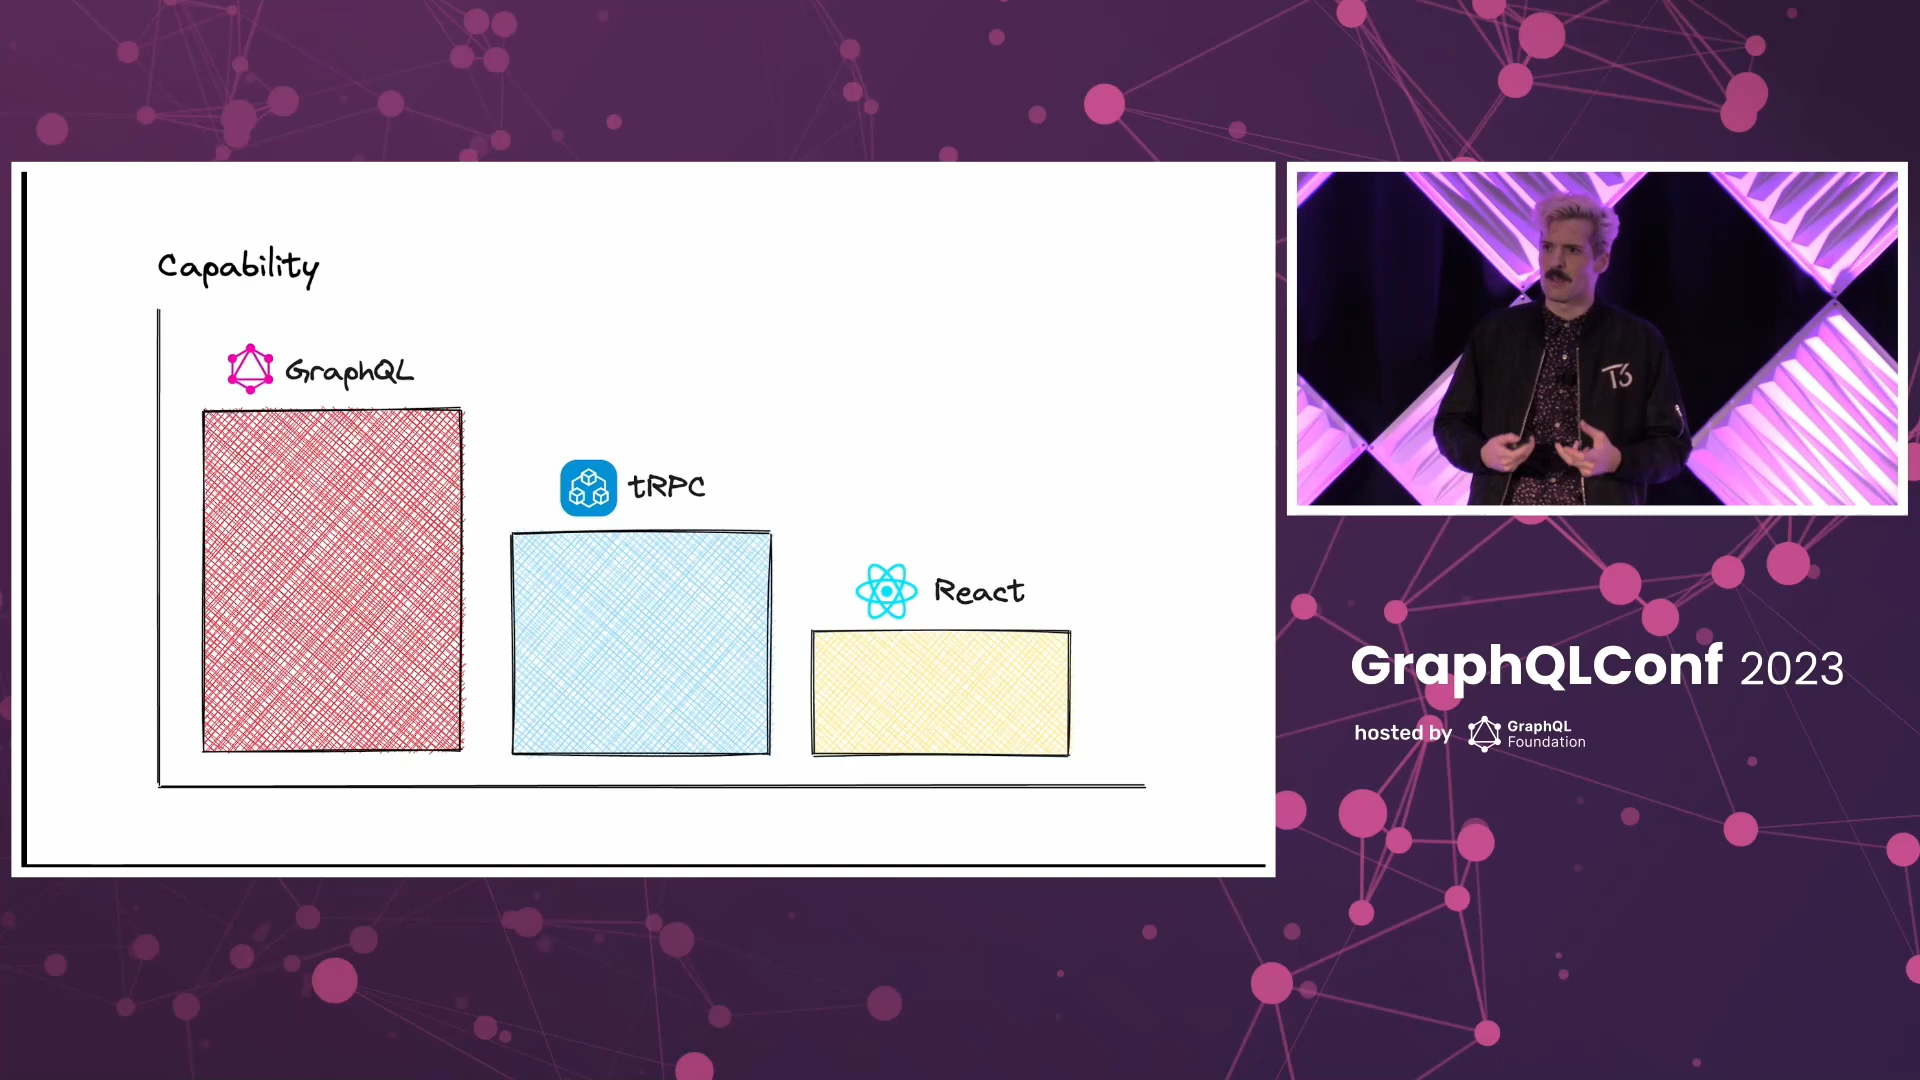 Capability
GraphQL
tRPC
React
T3
GraphQLConf 2023
hosted by GraphQL
Foundation